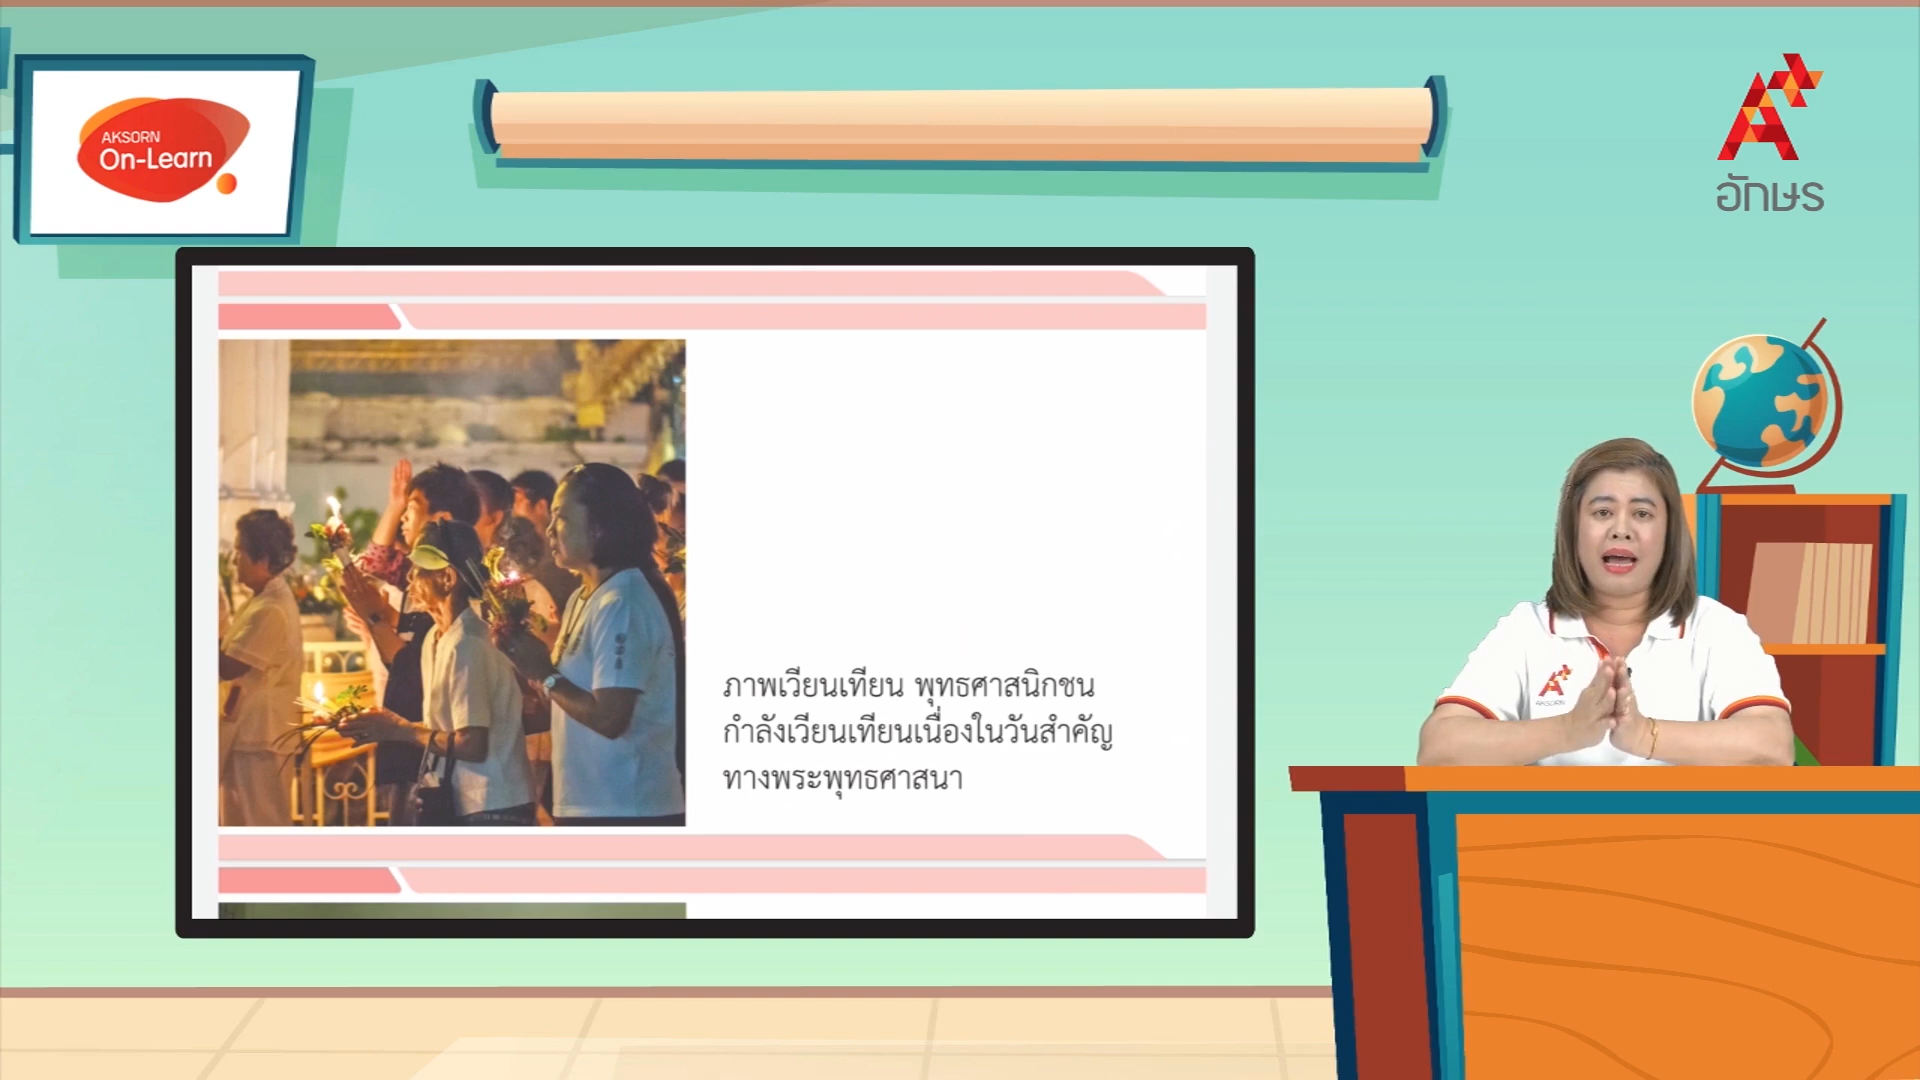 AKSORN
On-Learn
อักษร
ภาพเวียนเทียน พุทธศาสนิกชน
กำลังเวียนเทียนเนื่องในวันสำคัญ
ทางพระพุทธศาสนา
AKSORN